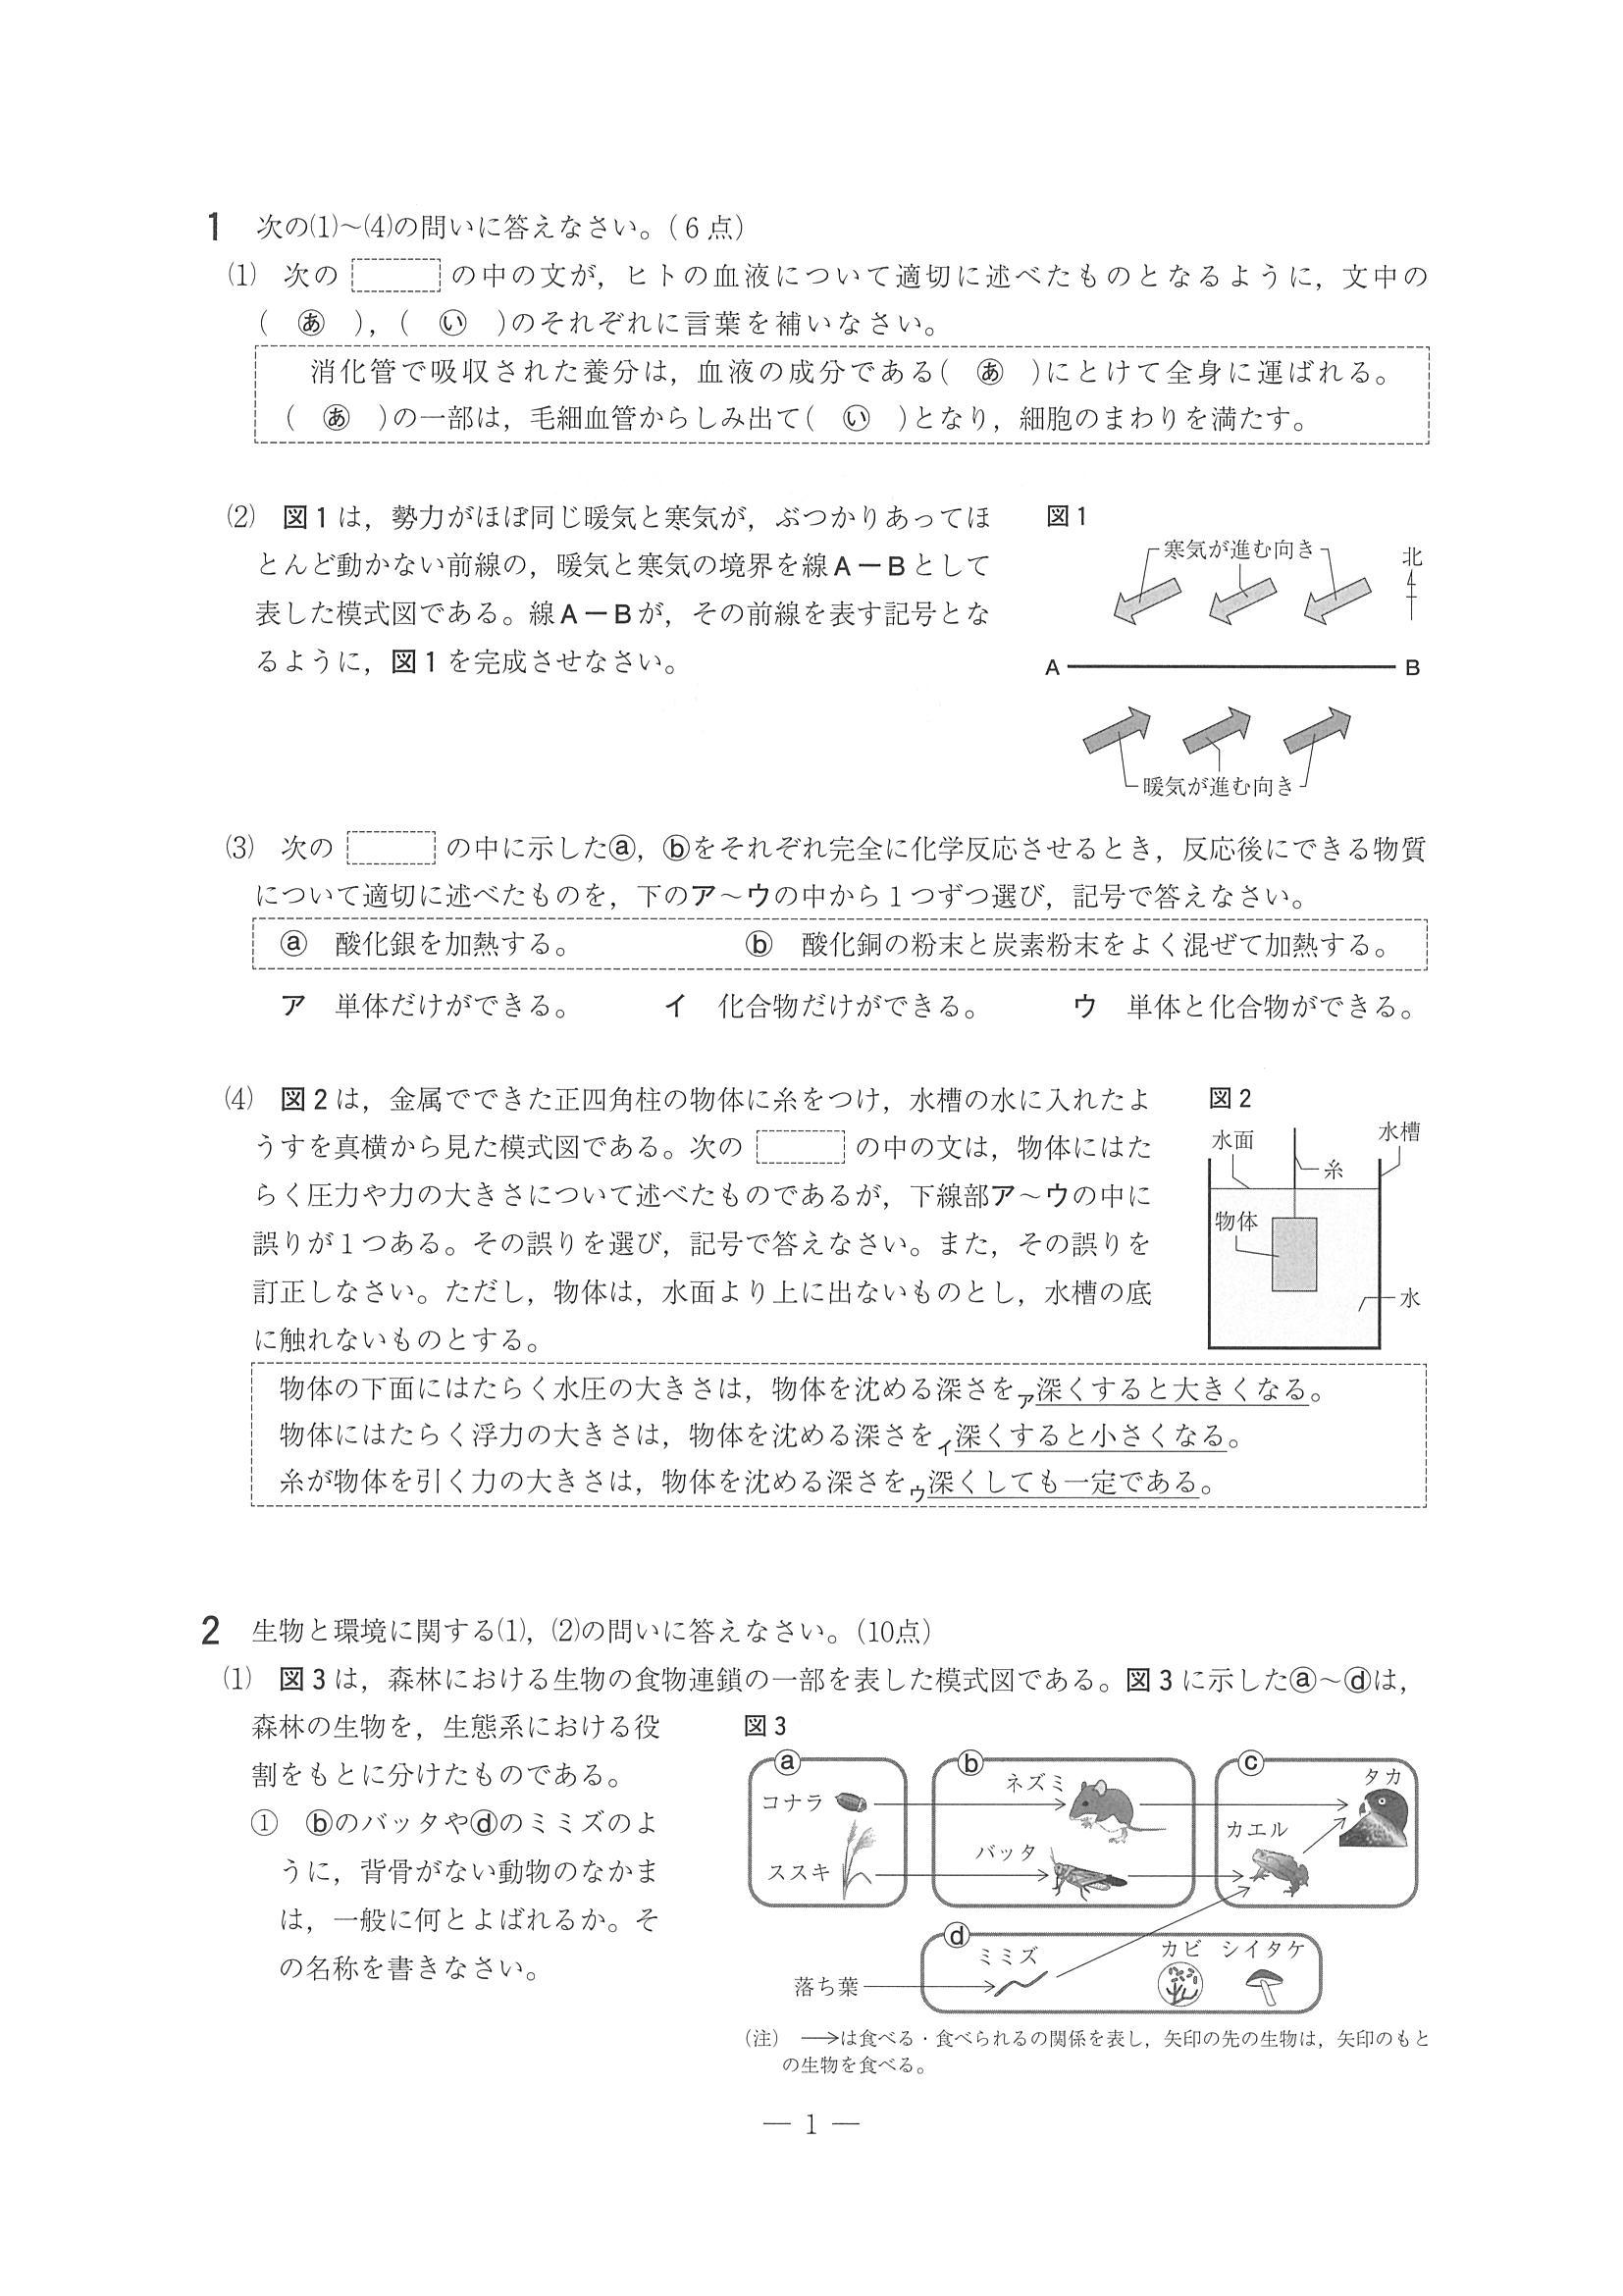 1 次の⑴～⑷の問いに答えなさい。（6点）
⑴ 次の の中の文が，ヒトの血液について適切に述べたものとなるように，文中の
( あ )，( い )のそれぞれに言葉を補いなさい。
消化管で吸収された養分は，血液の成分である( あ )にとけて全身に運ばれる。
( あ )の一部は，毛細血管からしみ出て( い )となり，細胞のまわりを満たす。
⑵ 図1は，勢力がほぼ同じ暖気と寒気が，ぶつかりあってほ
とんど動かない前線の，暖気と寒気の境界を線A－Bとして
表した模式図である。線A－Bが，その前線を表す記号とな
るように，図1を完成させなさい。
図1
寒気が進む向き
北
A
B
暖気が進む向き
⑶ 次の の中に示したⓐ，ⓑをそれぞれ完全に化学反応させるとき，反応後にできる物質
について適切に述べたものを，下のア～ウの中から1つずつ選び，記号で答えなさい。
ⓐ 酸化銀を加熱する。 ⓑ 酸化銅の粉末と炭素粉末をよく混ぜて加熱する。
ア 単体だけができる。 イ 化合物だけができる。 ウ 単体と化合物ができる。
⑷ 図2は，金属でできた正四角柱の物体に糸をつけ，水槽の水に入れたよ
うすを真横から見た模式図である。次の の中の文は，物体にはた
らく圧力や力の大きさについて述べたものであるが，下線部ア～ウの中に
誤りが1つある。その誤りを選び，記号で答えなさい。また，その誤りを
訂正しなさい。ただし，物体は，水面より上に出ないものとし，水槽の底
に触れないものとする。
図2
水面
水槽
糸
物体
水
物体の下面にはたらく水圧の大きさは，物体を沈める深さをァ深くすると大きくなる。
物体にはたらく浮力の大きさは，物体を沈める深さをィ深くすると小さくなる。
糸が物体を引く力の大きさは，物体を沈める深さをゥ深くしても一定である。
2 生物と環境に関する⑴，⑵の問いに答えなさい。（10点）
⑴ 図3は，森林における生物の食物連鎖の一部を表した模式図である。図3に示したⓐ～ⓓは，
森林の生物を，生態系における役
割をもとに分けたものである。
① ⓑのバッタやⓓのミミズのよ
うに，背骨がない動物のなかま
は，一般に何とよばれるか。そ
の名称を書きなさい。
図3
ⓐ
コナラ
ススキ
ⓑ
ネズミ
バッタ
ⓒ
タカ
カエル
ⓓ
ミミズ
カビ シイタケ
落ち葉
（注） →は食べる・食べられるの関係を表し，矢印の先の生物は，矢印のもと
の生物を食べる。
― 1 ―